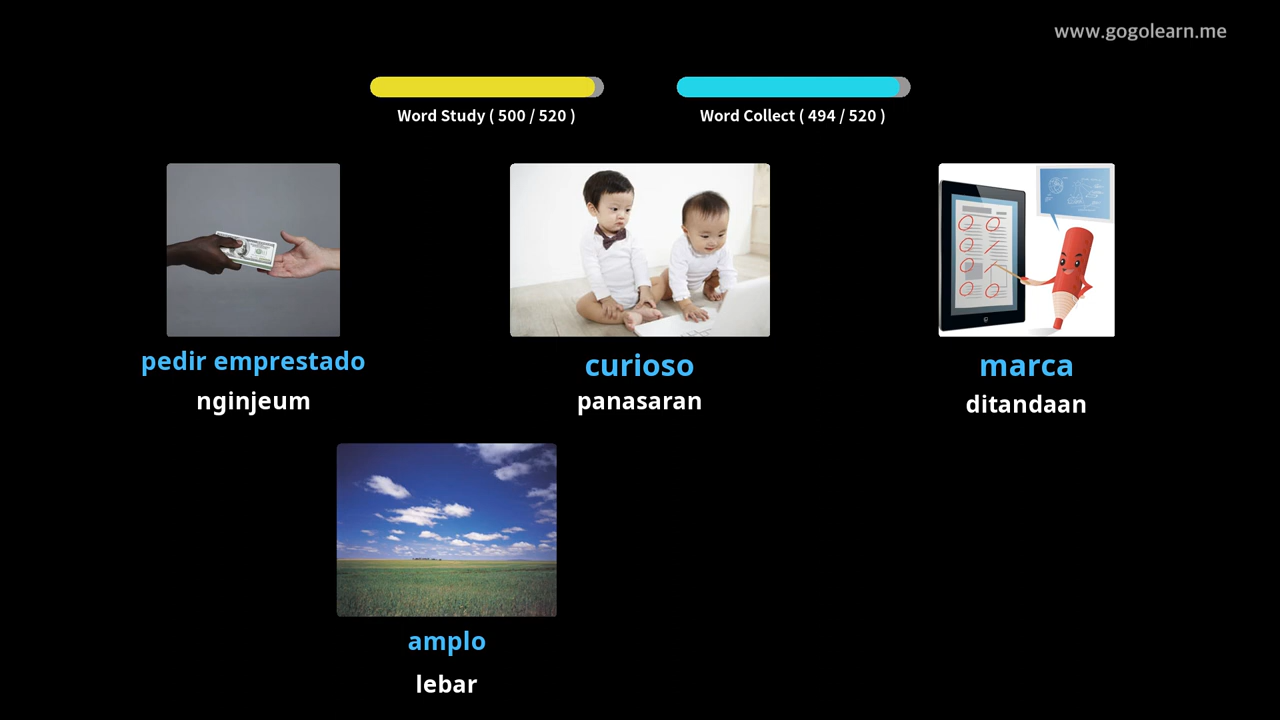 www.gogolearn.me
Word Study ( 500 / 520 )
Word Collect ( 494 / 520 )
pedir emprestado
nginjeum
curioso
panasaran
marca
ditandaan
amplo
lebar